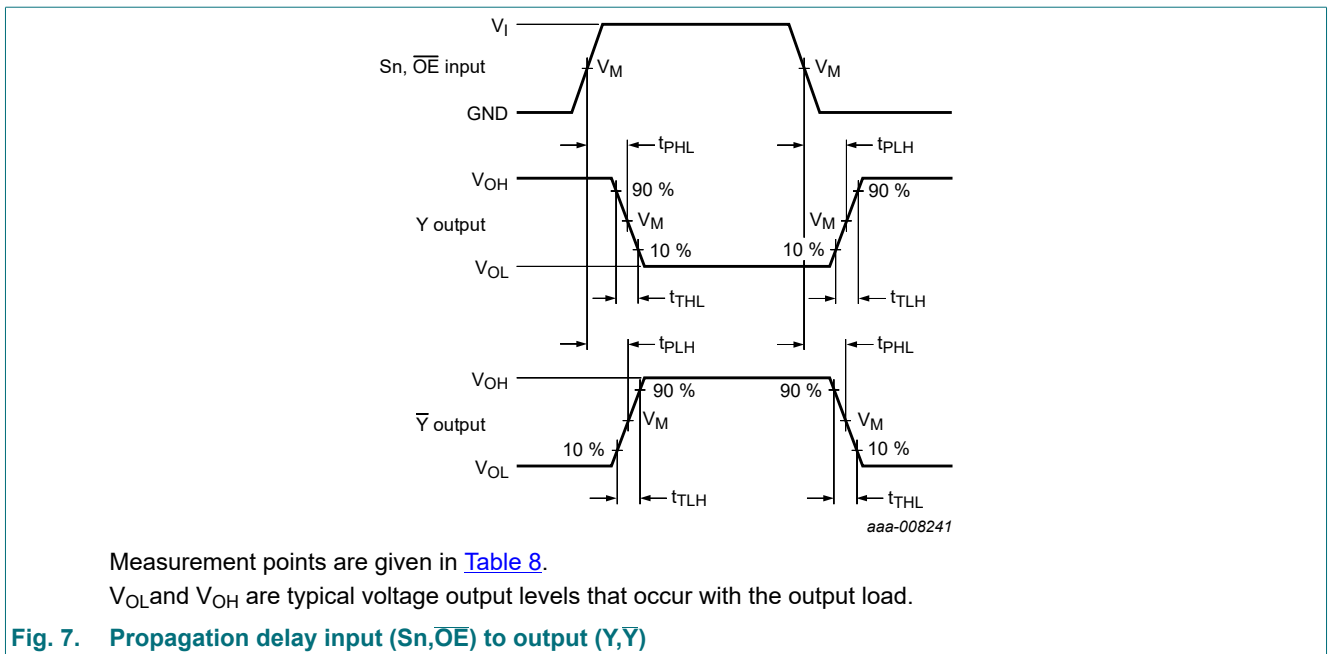 VI
Sn, O̅E̅ input
VM
VM
GND
tPHL
tPLH
VOH
90 %
90 %
Y output
VM
VM
10 %
10 %
VOL
tTHL
tTLH
tPLH
tPHL
VOH
90 %
90 %
Y̅ output
VM
VM
10 %
10 %
VOL
tTLH
tTHL
aaa-008241
Measurement points are given in Table 8.
VOLand VOH are typical voltage output levels that occur with the output load.
Fig. 7. Propagation delay input (Sn,O̅E̅) to output (Y,Y̅)